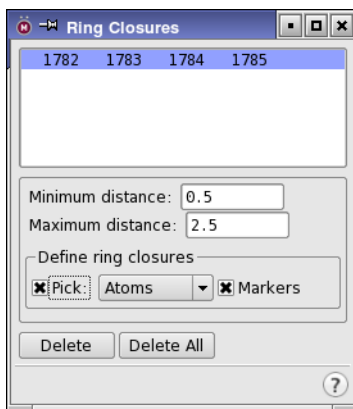 Ring Closures
1782 1783 1784 1785
Minimum distance: 0.5
Maximum distance: 2.5
Define ring closures
Pick: Atoms Markers
Delete Delete All
?